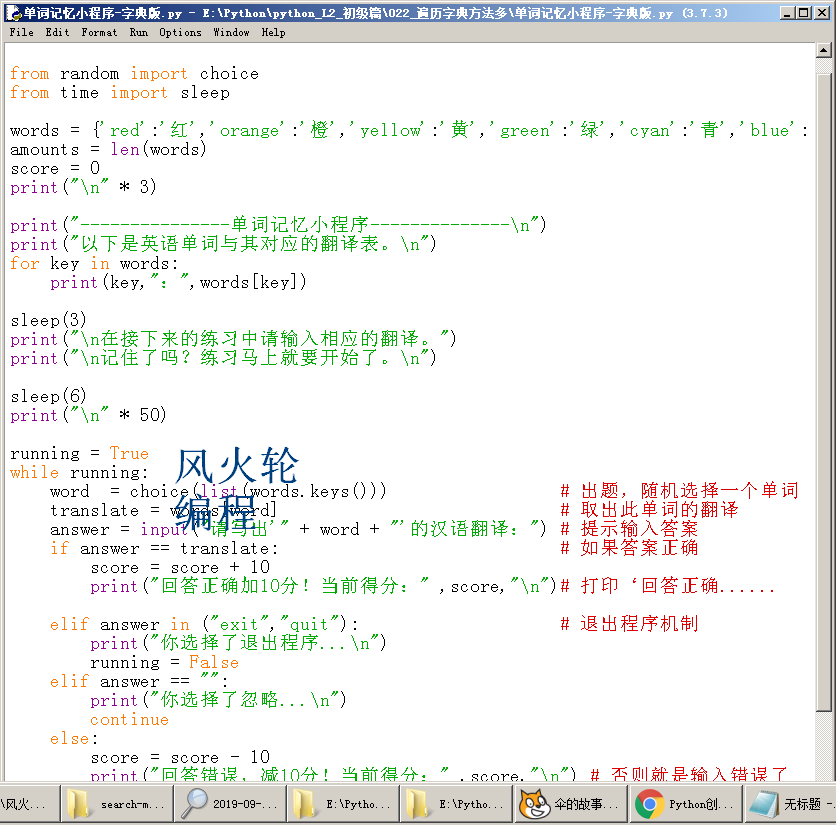 单词记忆小程序-字典版.py - E:\Python\python_L2_初级篇\022_遍历字典方法多\单词记忆小程序-字典版.py (3.7.3)
File Edit Format Run Options Window Help
from random import choice
from time import sleep
words = {'red':'红','orange':'橙','yellow':'黄','green':'绿','cyan':'青','blue':
amounts = len(words)
score = 0
print("\n" * 3)
print("---------------单词记忆小程序--------------\n")
print("以下是英语单词与其对应的翻译表。\n")
for key in words:
    print(key,": ",words[key])
sleep(3)
print("\n在接下来的练习中请输入相应的翻译。")
print("\n记住了吗？练习马上就要开始了。\n")
sleep(6)
print("\n" * 50)
running = True
while running:
风火轮
    word  = choice(list(words.keys())) # 出题，随机选择一个单词
编程
    translate = words[word] # 取出此单词的翻译
    answer = input("请写出'" + word + "'的汉语翻译：") # 提示输入答案
    if answer == translate: # 如果答案正确
        score = score + 10
        print("回答正确加10分！当前得分：" ,score,"\n")# 打印‘回答正确......
    elif answer in ("exit","quit"): # 退出程序机制
        print("你选择了退出程序...\n")
        running = False
    elif answer == "":
        print("你选择了忽略...\n")
        continue
    else:
        score = score - 10
        print("回答错误，减10分！当前得分：" ,score,"\n") # 否则就是输入错误了
\风火... search-m... 2019-09-... E:\Pytho... E:\Pytho... 伞的故事... Python创... 无标题 -...